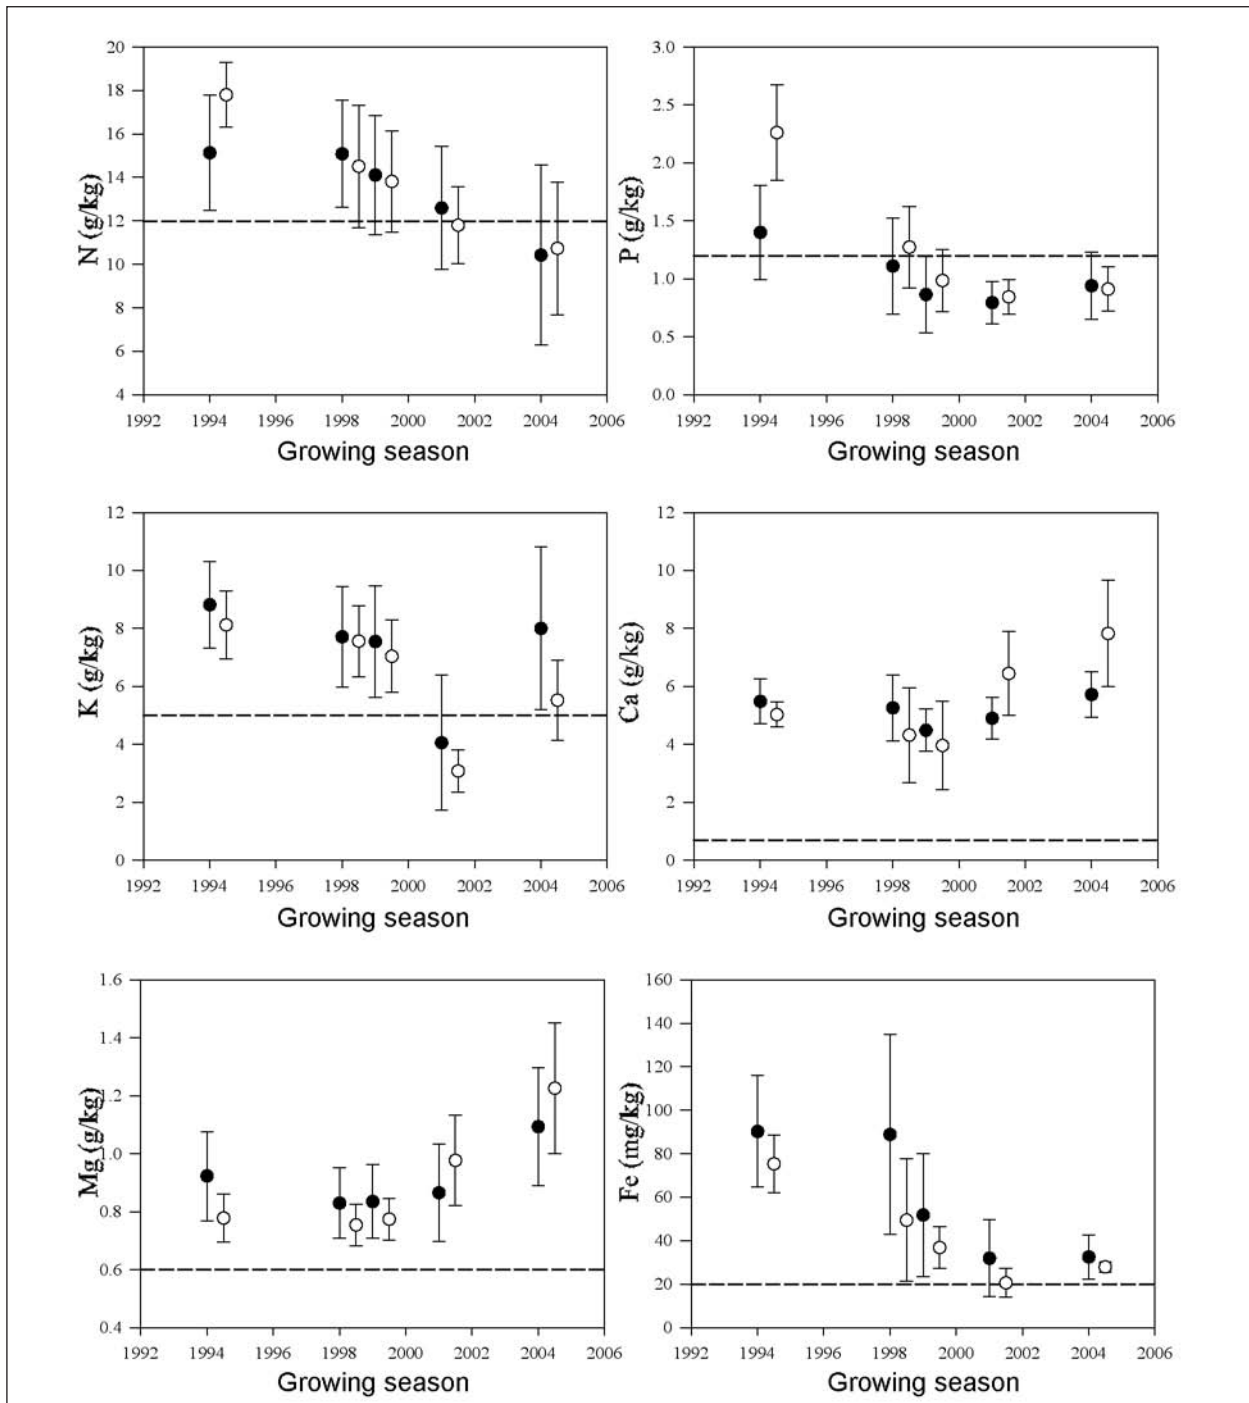 20 18 16 14 12 10 8 6 4
N (g/kg)
1992 1994 1996 1998 2000 2002 2004 2006
Growing season
3.0 2.5 2.0 1.5 1.0 0.5 0.0
P (g/kg)
1992 1994 1996 1998 2000 2002 2004 2006
Growing season
12 10 8 6 4 2 0
K (g/kg)
1992 1994 1996 1998 2000 2002 2004 2006
Growing season
12 10 8 6 4 2 0
Ca (g/kg)
1992 1994 1996 1998 2000 2002 2004 2006
Growing season
1.6 1.4 1.2 1.0 0.8 0.6 0.4
Mg (g/kg)
1992 1994 1996 1998 2000 2002 2004 2006
Growing season
160 140 120 100 80 60 40 20 0
Fe (mg/kg)
1992 1994 1996 1998 2000 2002 2004 2006
Growing season